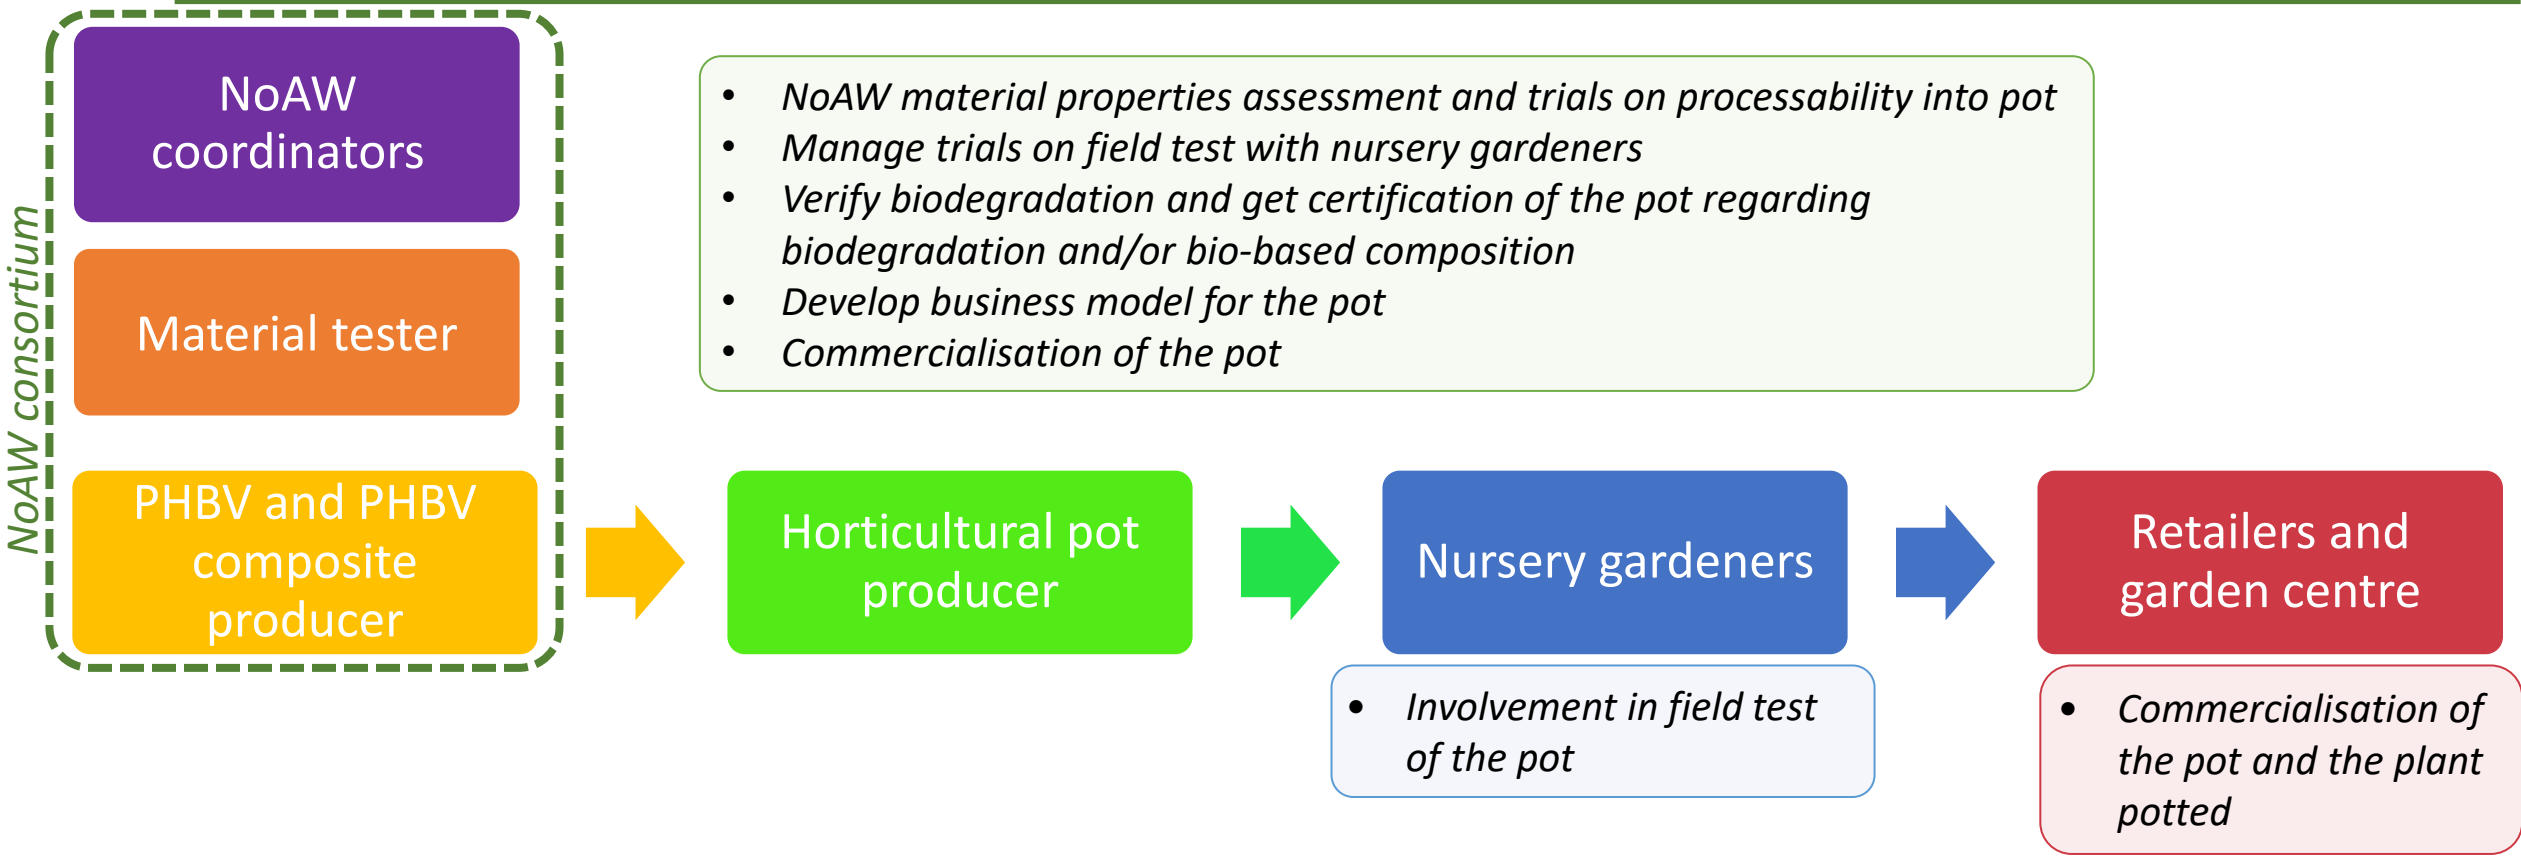 NoAW consortium
NoAW
coordinators
Material tester
PHBV and PHBV
composite
producer
• NoAW material properties assessment and trials on processability into pot
• Manage trials on field test with nursery gardeners
• Verify biodegradation and get certification of the pot regarding
biodegradation and/or bio-based composition
• Develop business model for the pot
• Commercialisation of the pot
Horticultural pot
producer
Nursery gardeners
• Involvement in field test
of the pot
Retailers and
garden centre
• Commercialisation of
the pot and the plant
potted